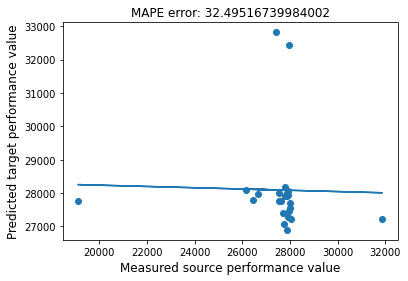 MAPE error: 32.49516739984002
Predicted target performance value
33000
32000
31000
30000
29000
28000
27000
20000 22000 24000 26000 28000 30000 32000
Measured source performance value